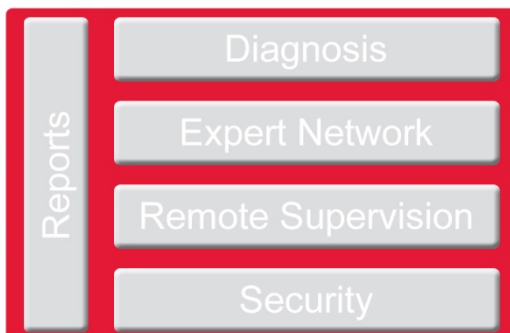 Reports
Diagnosis
Expert Network
Remote Supervision
Security